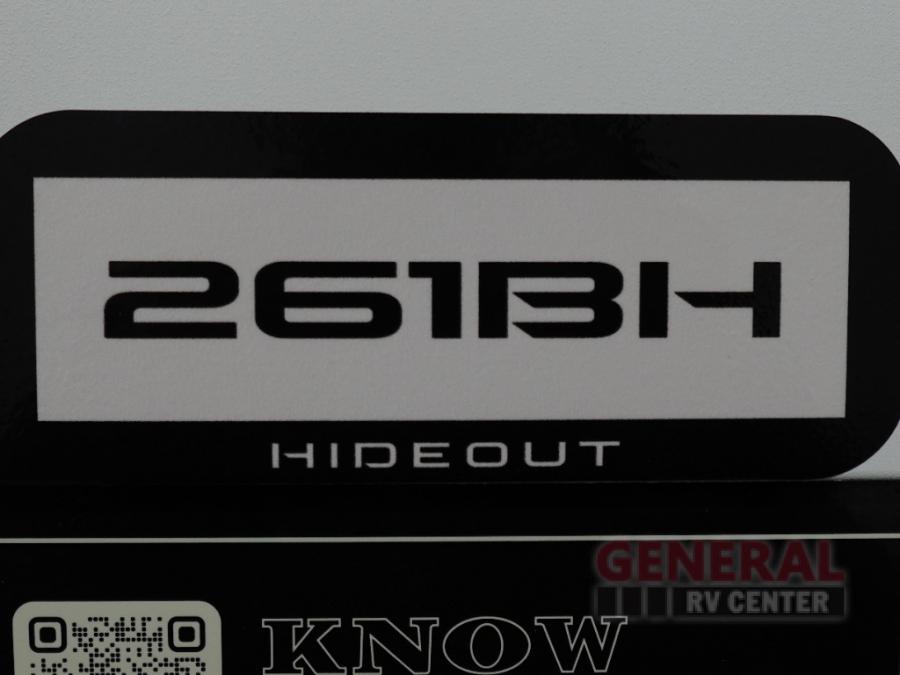 261BH
HIDEOUT
GENERAL
RV CENTER
KNOW